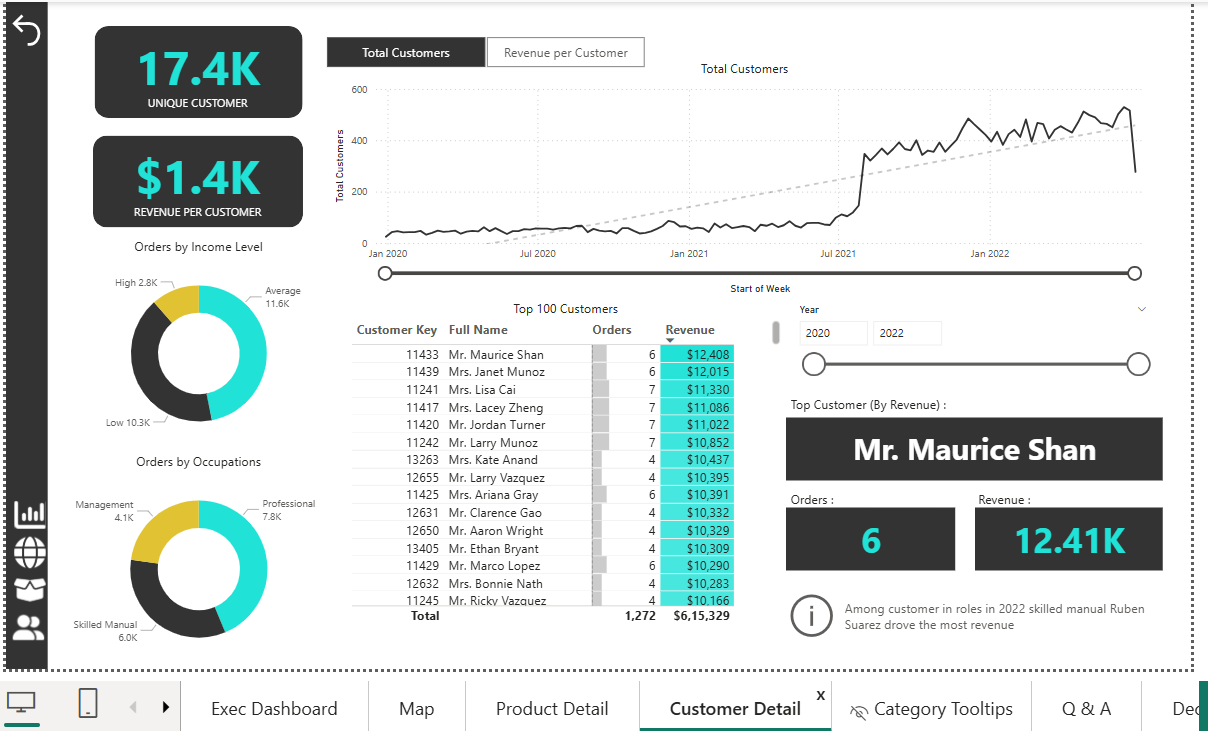 17.4K
UNIQUE CUSTOMER
$1.4K
REVENUE PER CUSTOMER
Total Customers
Revenue per Customer
Total Customers
Total Customers
600
400
200
0
Jan 2020
Jul 2020
Jan 2021
Jul 2021
Jan 2022
Start of Week
Orders by Income Level
High 2.8K
Average
11.6K
Low 10.3K
Orders by Occupations
Management
4.1K
Professional
7.8K
Skilled Manual
6.0K
Top 100 Customers
Customer Key Full Name Orders Revenue
11433 Mr. Maurice Shan 6 $12,408
11439 Mrs. Janet Munoz 6 $12,015
11241 Mrs. Lisa Cai 7 $11,330
11417 Mrs. Lacey Zheng 7 $11,086
11420 Mr. Jordan Turner 7 $11,022
11242 Mr. Larry Munoz 7 $10,852
13263 Mrs. Kate Anand 4 $10,437
12655 Mr. Larry Vazquez 4 $10,395
11425 Mrs. Ariana Gray 6 $10,391
12631 Mr. Clarence Gao 4 $10,332
12650 Mr. Aaron Wright 4 $10,329
13405 Mr. Ethan Bryant 4 $10,309
11429 Mr. Marco Lopez 6 $10,290
12632 Mrs. Bonnie Nath 4 $10,283
11245 Mr. Ricky Vazquez 4 $10,166
Total 1,272 $6,15,329
Year
2020
2022
Top Customer (By Revenue) :
Mr. Maurice Shan
Orders :
6
Revenue :
12.41K
Among customer in roles in 2022 skilled manual Ruben
Suarez drove the most revenue
Exec Dashboard
Map
Product Detail
Customer Detail
x
Category Tooltips
Q & A
Dec